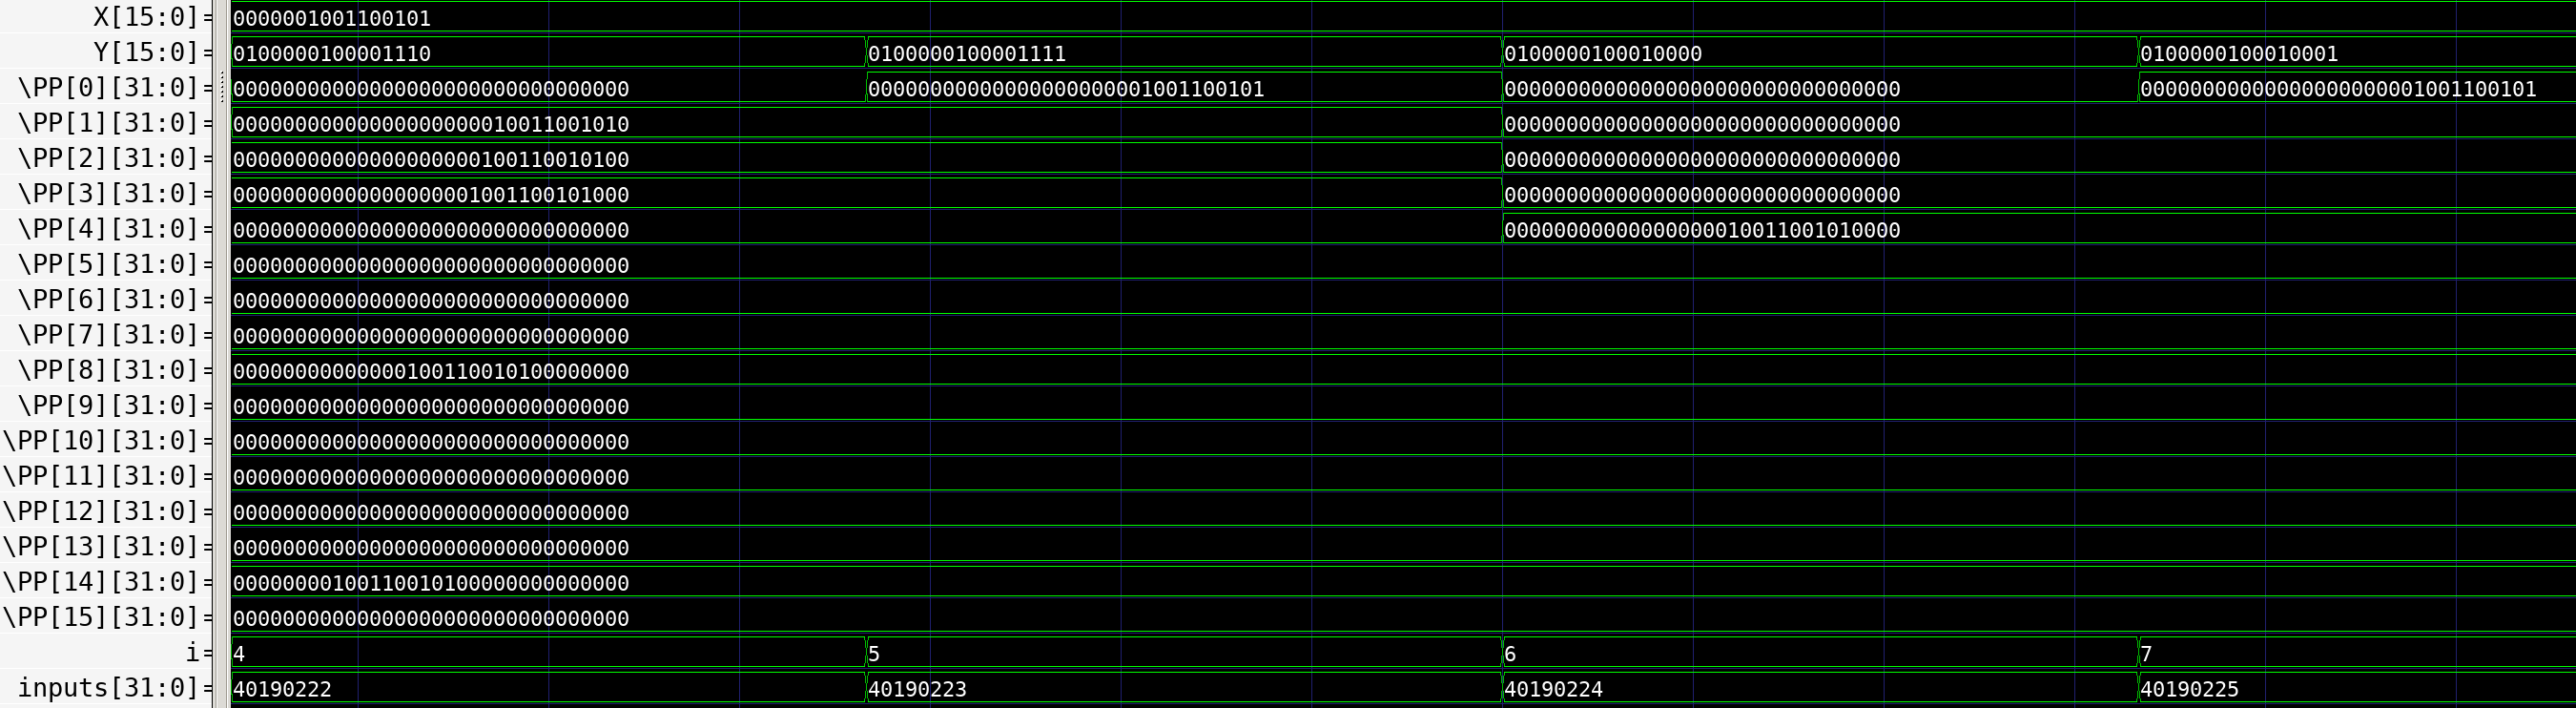 X[15:0] 0000001001100101
Y[15:0] 0100000100001110 0100000100001111 0100000100010000 0100000100010001
\PP[0][31:0] 00000000000000000000000000000000 00000000000000000000001001100101 00000000000000000000000000000000 00000000000000000000001001100101
\PP[1][31:0] 00000000000000000000010011001010 00000000000000000000000000000000
\PP[2][31:0] 00000000000000000000100110010100 00000000000000000000000000000000
\PP[3][31:0] 00000000000000000001001100101000 00000000000000000000000000000000
\PP[4][31:0] 00000000000000000000000000000000 00000000000000000010011001010000
\PP[5][31:0] 00000000000000000000000000000000
\PP[6][31:0] 00000000000000000000000000000000
\PP[7][31:0] 00000000000000000000000000000000
\PP[8][31:0] 00000000000000100110010100000000
\PP[9][31:0] 00000000000000000000000000000000
\PP[10][31:0] 00000000000000000000000000000000
\PP[11][31:0] 00000000000000000000000000000000
\PP[12][31:0] 00000000000000000000000000000000
\PP[13][31:0] 00000000000000000000000000000000
\PP[14][31:0] 00000000100110010100000000000000
\PP[15][31:0] 00000000000000000000000000000000
i 4 5 6 7
inputs[31:0] 40190222 40190223 40190224 40190225